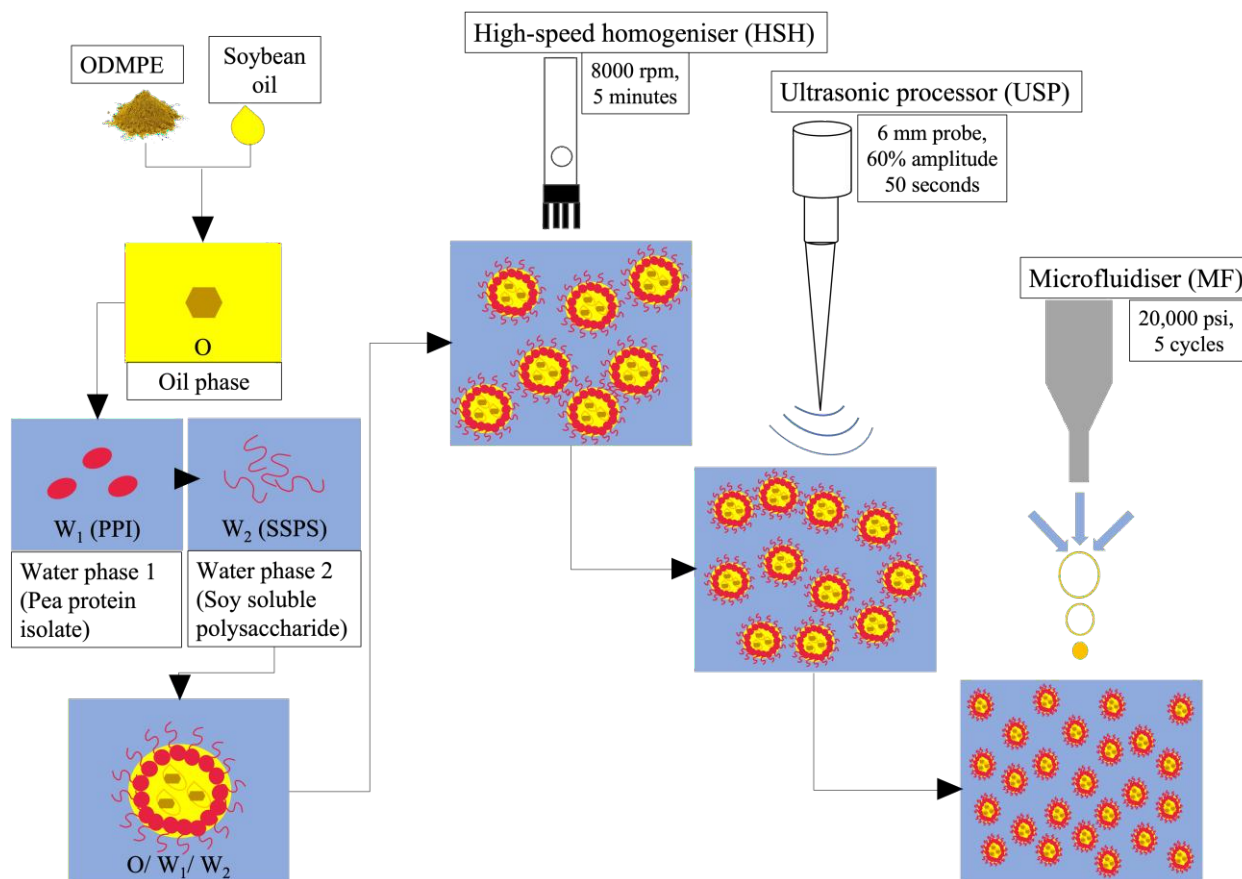 ODMPE
Soybean
oil
O
Oil phase
W₁ (PPI)
W₂ (SSPS)
Water phase 1
(Pea protein
isolate)
Water phase 2
(Soy soluble
polysaccharide)
O/ W₁/ W₂
High-speed homogeniser (HSH)
8000 rpm,
5 minutes
Ultrasonic processor (USP)
6 mm probe,
60% amplitude
50 seconds
Microfluidiser (MF)
20,000 psi,
5 cycles